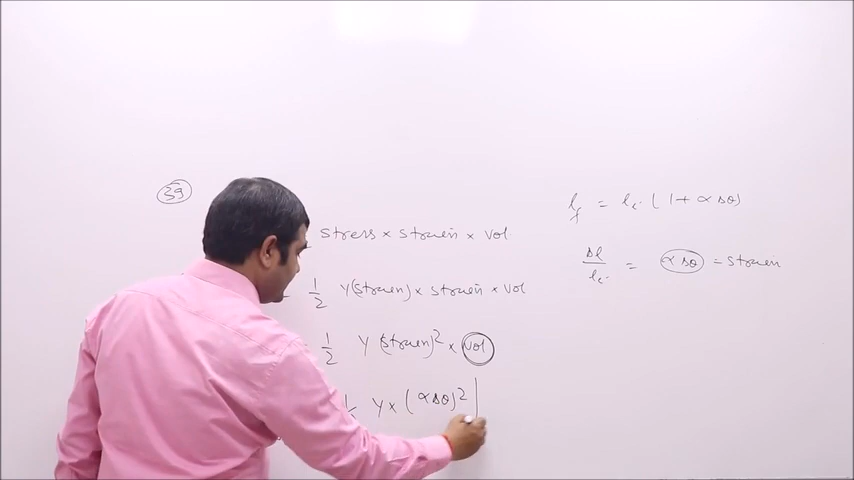 39
stress × strain × vol
1/2 Y(strain) × strain × vol
1/2 Y (strain)² × vol
Y × (α Δθ)²
l_f = l_i (1 + α Δθ)
Δl/l_i = α Δθ = strain